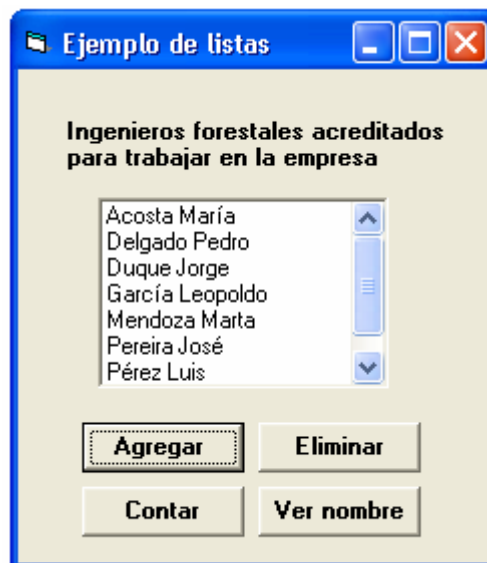 Ejemplo de listas
Ingenieros forestales acreditados
para trabajar en la empresa
Acosta María
Delgado Pedro
Duque Jorge
García Leopoldo
Mendoza Marta
Pereira José
Pérez Luis
Agregar Eliminar
Contar Ver nombre